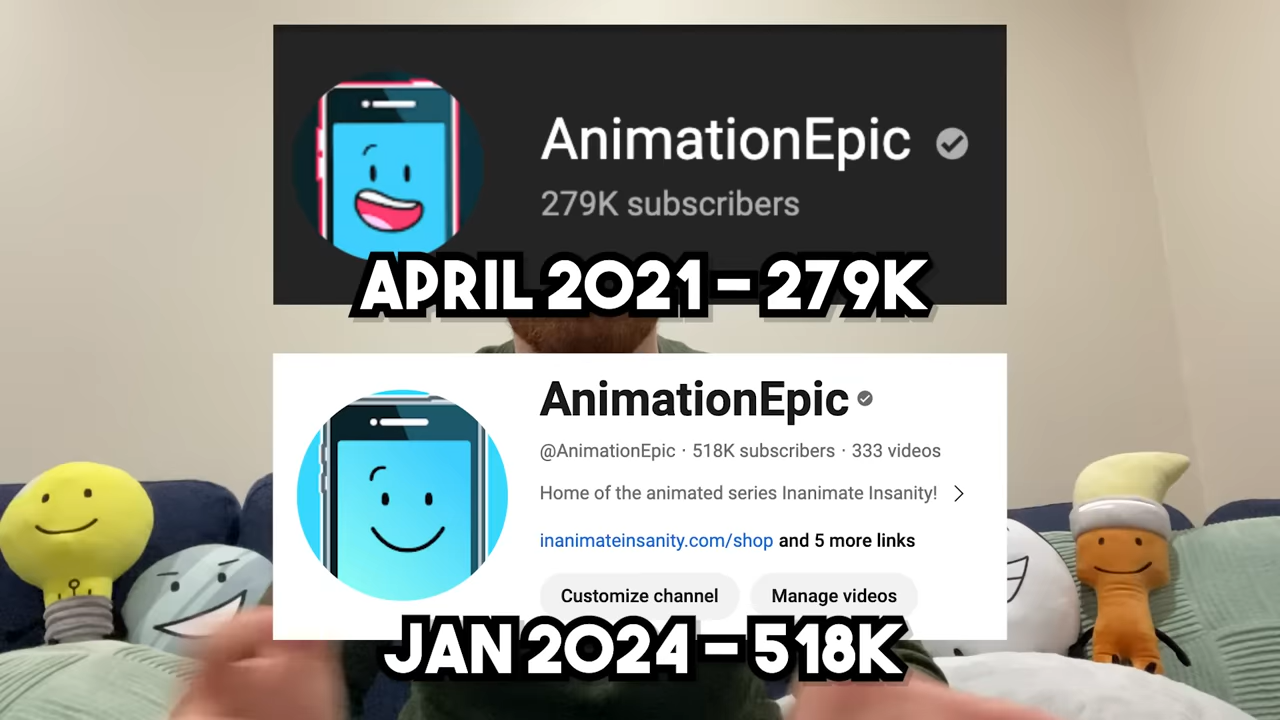 AnimationEpic
279K subscribers
APRIL 2021 – 279K
AnimationEpic
@AnimationEpic · 518K subscribers · 333 videos
Home of the animated series Inanimate Insanity!
inanimateinsanity.com/shop and 5 more links
Customize channel Manage videos
JAN 2024 – 518K